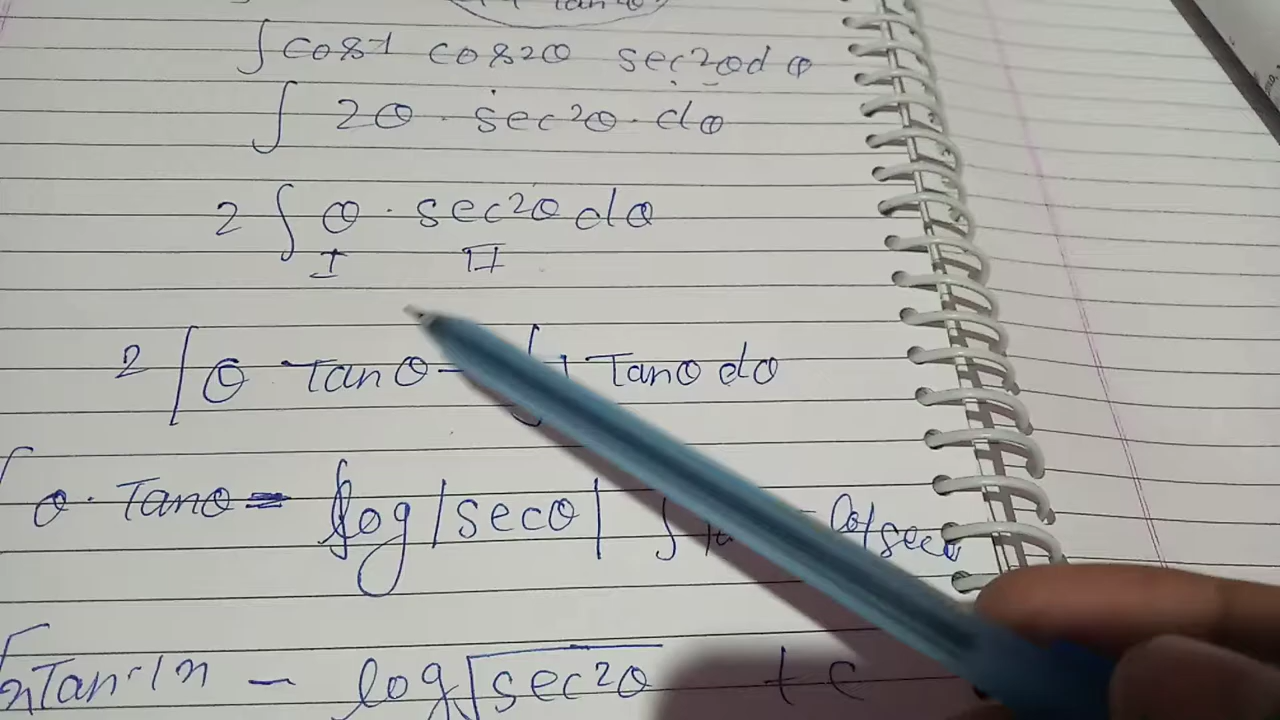 ∫ cos⁻¹ cos2θ sec²θ dθ
∫ 2θ · sec²θ · dθ
2 ∫ θ · sec²θ dθ
I II
2 [θ Tanθ - ∫ 1 Tanθ dθ
θ · Tanθ - log|secθ| ∫
xTan⁻¹x - log√sec²θ + c